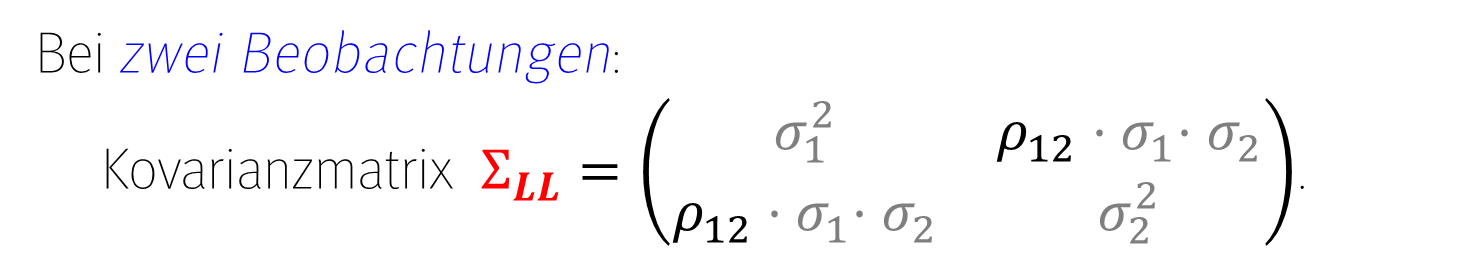 Bei zwei Beobachtungen:
Kovarianzmatrix Σ_LL = ( σ₁² ρ₁₂ · σ₁ · σ₂
ρ₁₂ · σ₁ · σ₂ σ₂² ).